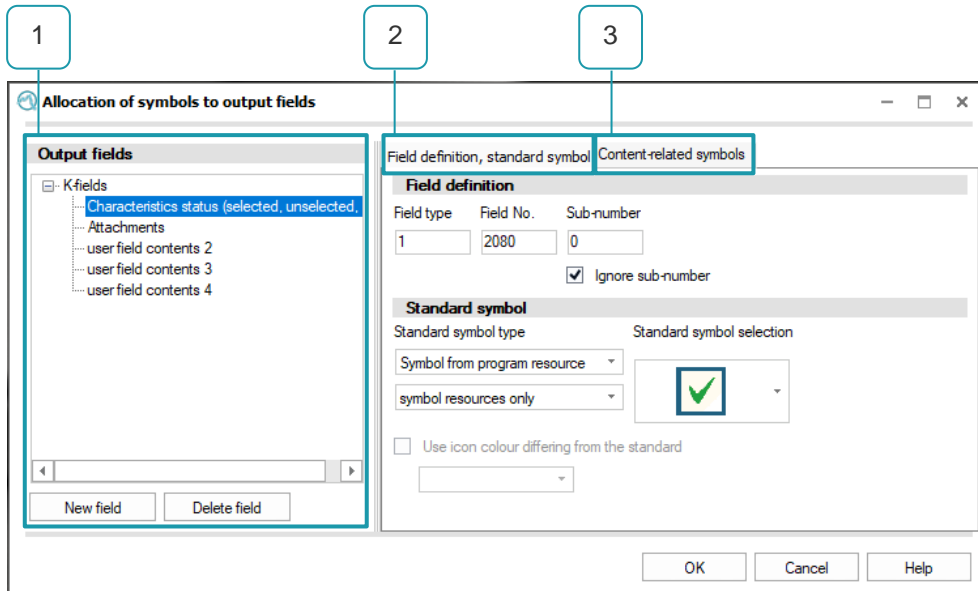 1
2
3
Allocation of symbols to output fields
Output fields
K-fields
Characteristics status (selected, unselected,
Attachments
user field contents 2
user field contents 3
user field contents 4
New field
Delete field
Field definition, standard symbol
Content-related symbols
Field definition
Field type
Field No.
Sub-number
1
2080
0
Ignore sub-number
Standard symbol
Standard symbol type
Standard symbol selection
Symbol from program resource
symbol resources only
Use icon colour differing from the standard
OK
Cancel
Help